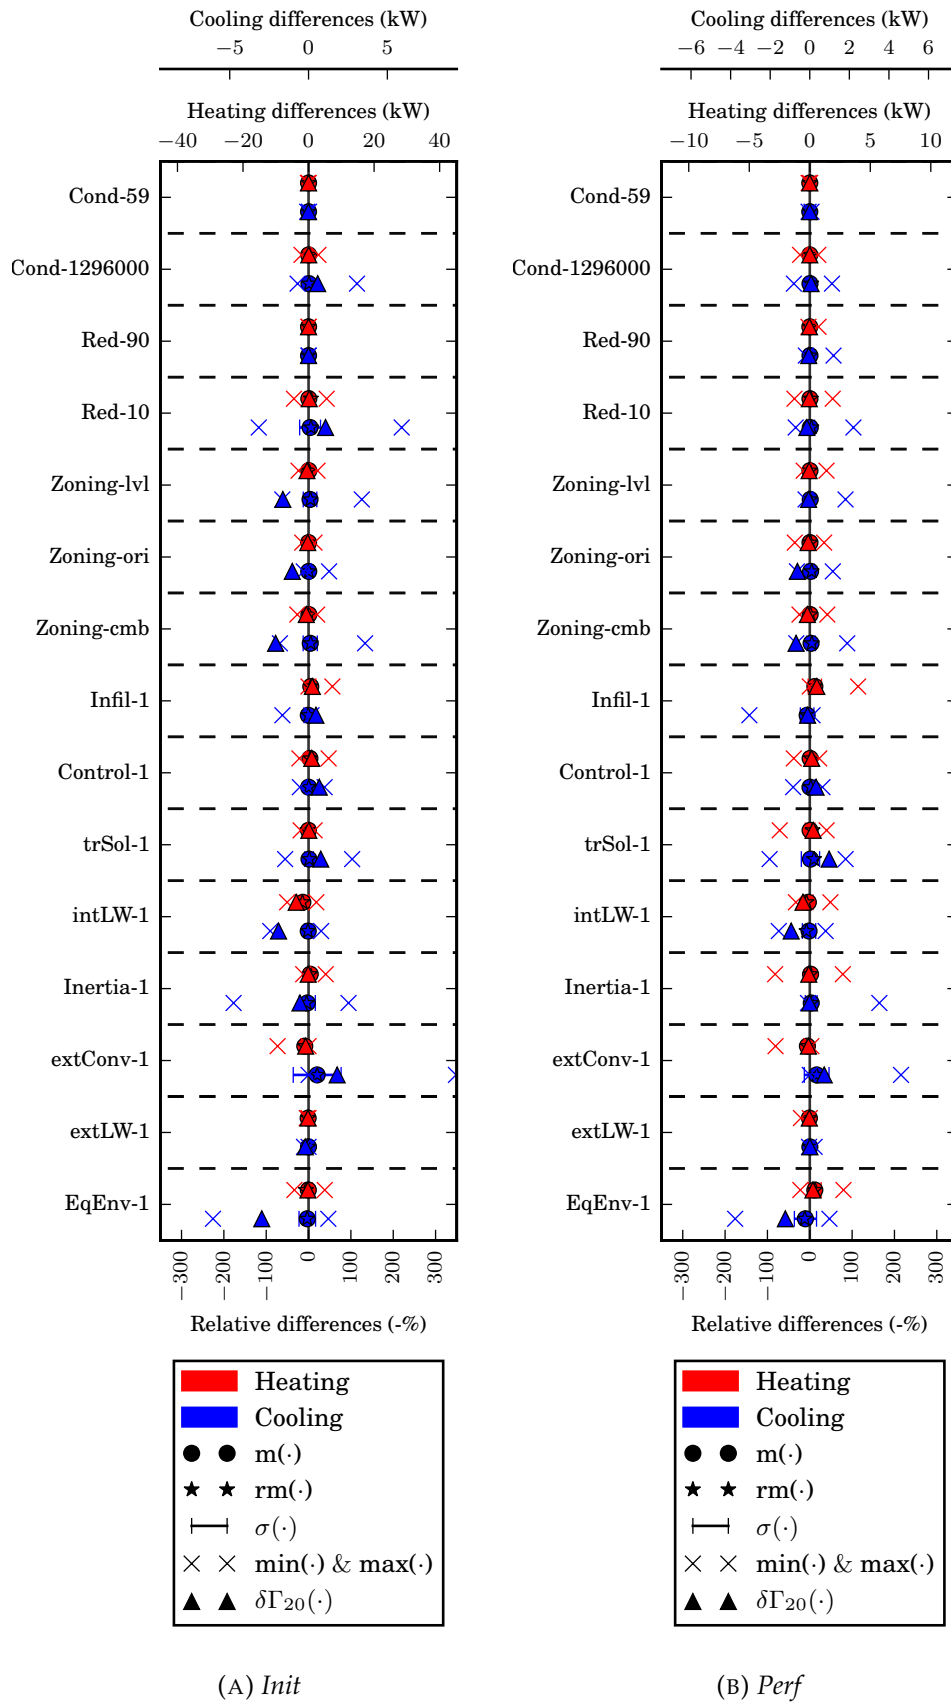 Cooling differences (kW)
−5 0 5
Heating differences (kW)
−40 −20 0 20 40
Cond-59
Cond-1296000
Red-90
Red-10
Zoning-lvl
Zoning-ori
Zoning-cmb
Infil-1
Control-1
trSol-1
intLW-1
Inertia-1
extConv-1
extLW-1
EqEnv-1
−300 −200 −100 0 100 200 300
Relative differences (-%)
Heating
Cooling
m(·)
rm(·)
σ(·)
min(·) & max(·)
δΓ₂₀(·)
(A) Init
Cooling differences (kW)
−6 −4 −2 0 2 4 6
Heating differences (kW)
−10 −5 0 5 10
Cond-59
Cond-1296000
Red-90
Red-10
Zoning-lvl
Zoning-ori
Zoning-cmb
Infil-1
Control-1
trSol-1
intLW-1
Inertia-1
extConv-1
extLW-1
EqEnv-1
−300 −200 −100 0 100 200 300
Relative differences (-%)
Heating
Cooling
m(·)
rm(·)
σ(·)
min(·) & max(·)
δΓ₂₀(·)
(B) Perf